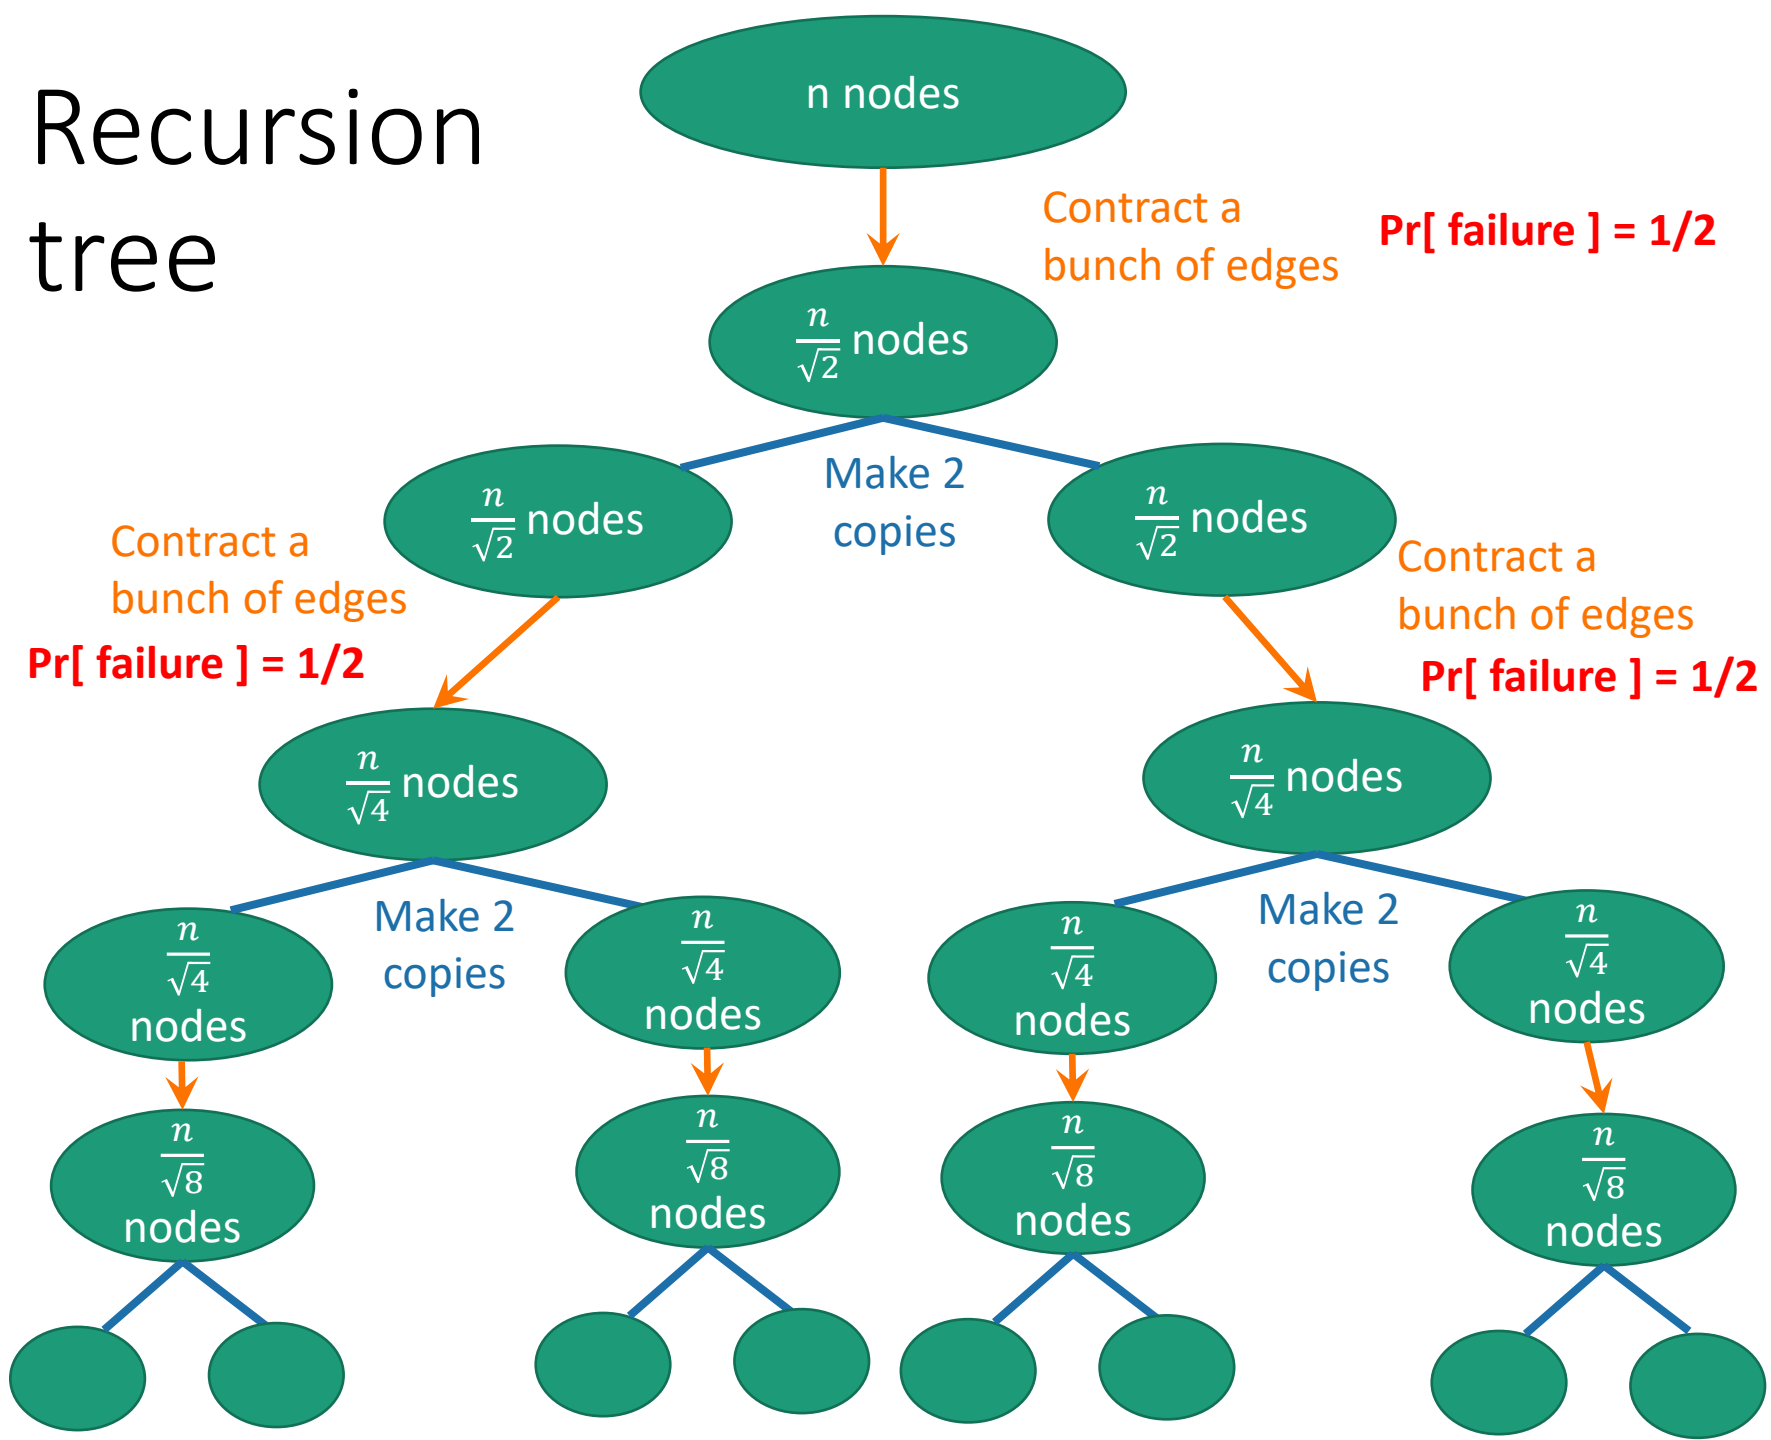 Recursion
tree
n nodes
Contract a
bunch of edges
Pr[ failure ] = 1/2
n/√2 nodes
Make 2
copies
n/√2 nodes
n/√2 nodes
Contract a
bunch of edges
Pr[ failure ] = 1/2
Contract a
bunch of edges
Pr[ failure ] = 1/2
n/√4 nodes
n/√4 nodes
Make 2
copies
Make 2
copies
n/√4
nodes
n/√4
nodes
n/√4
nodes
n/√4
nodes
n/√8
nodes
n/√8
nodes
n/√8
nodes
n/√8
nodes